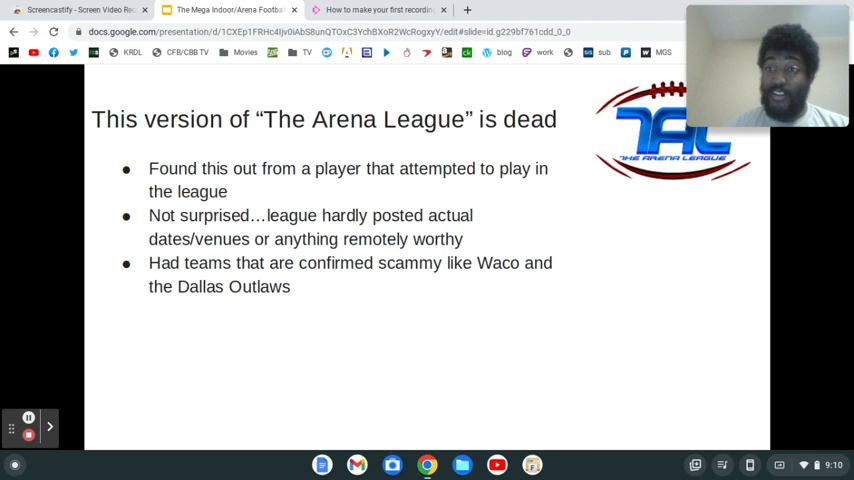 Screencastify - Screen Video Rec
The Mega Indoor/Arena Footbal
How to make your first recordin
docs.google.com/presentation/d/1CXEp1FRHc4Ijv0iAbS8unQTOxC3YchBXoR2WcRogxyY/edit#slide=id.g229bf761cdd_0_0
KRDL
CFB/CBB TV
Movies
TV
blog
work
sub
MGS
This version of “The Arena League” is dead
TAL
THE ARENA LEAGUE
● Found this out from a player that attempted to play in
the league
● Not surprised…league hardly posted actual
dates/venues or anything remotely worthy
● Had teams that are confirmed scammy like Waco and
the Dallas Outlaws
9:10